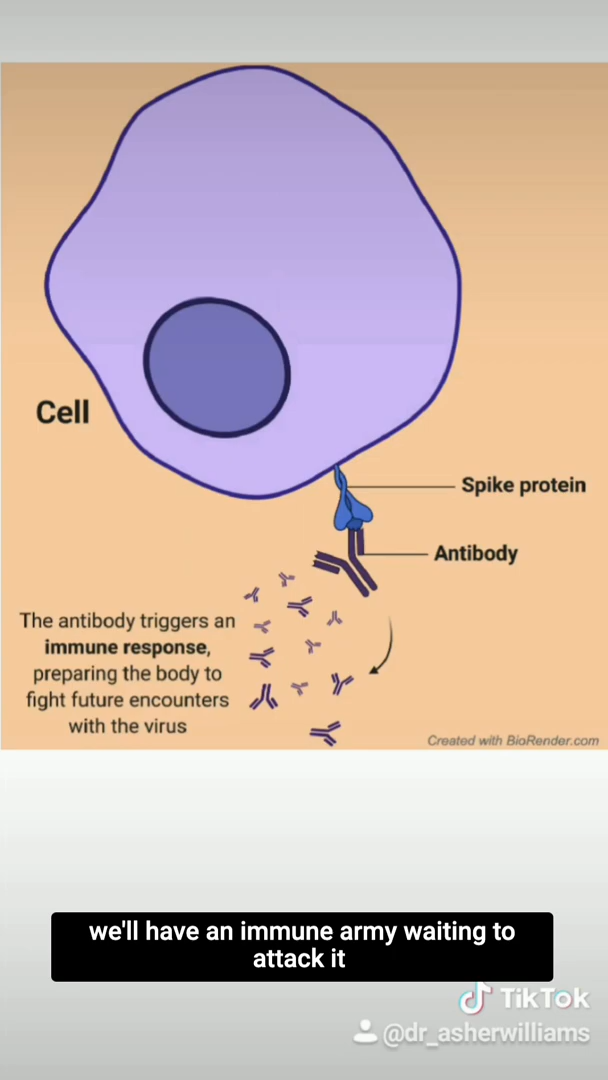 Cell
Spike protein
Antibody
The antibody triggers an
immune response,
preparing the body to
fight future encounters
with the virus
Created with BioRender.com
we'll have an immune army waiting to
attack it
TikTok
@dr_asherwilliams